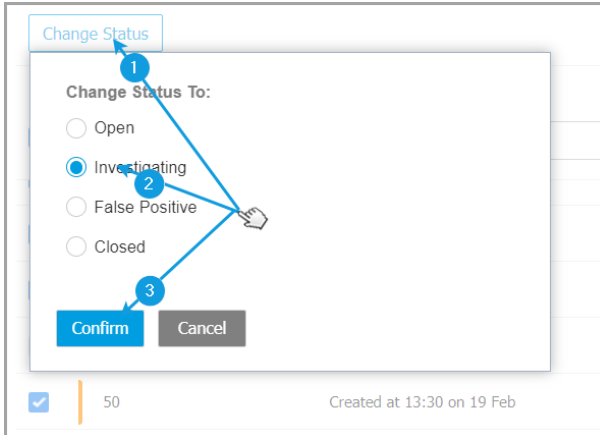 Change Status
1
Change Status To:
Open
Investigating
2
False Positive
Closed
3
Confirm Cancel
50 Created at 13:30 on 19 Feb